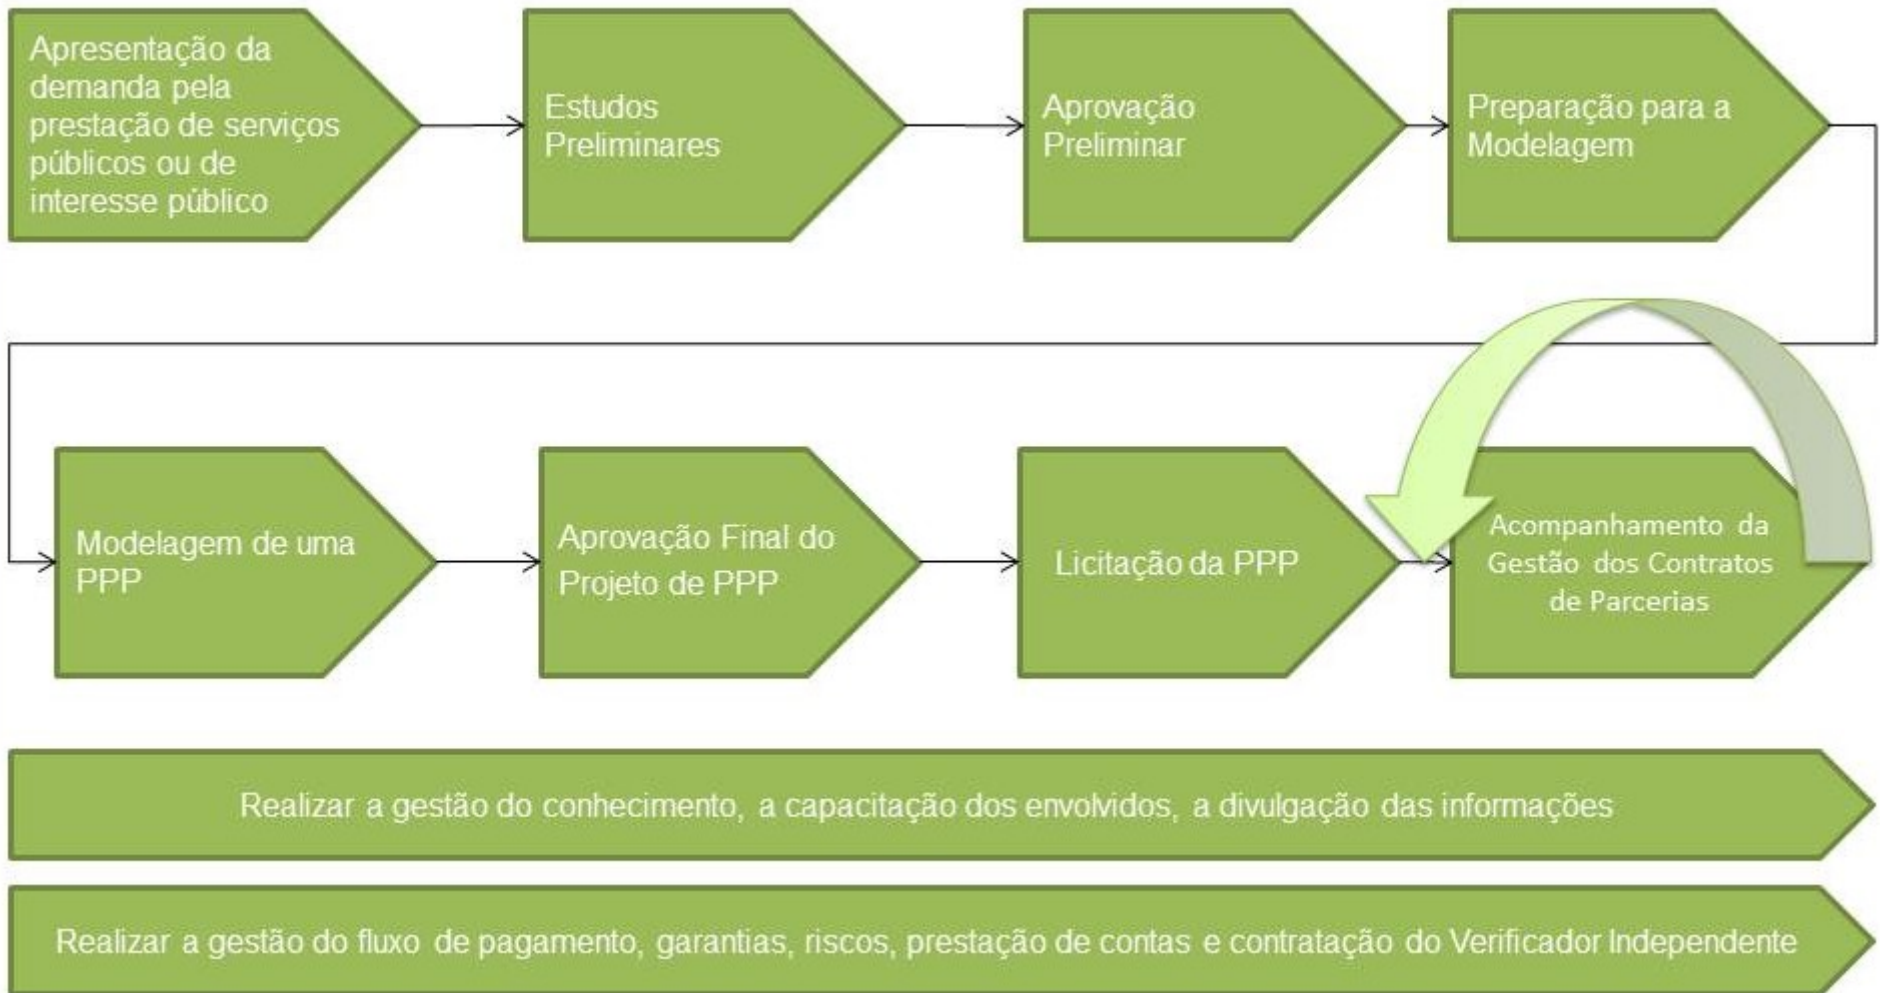 Apresentação da
demanda pela
prestação de serviços
públicos ou de
interesse público
Estudos
Preliminares
Aprovação
Preliminar
Preparação para a
Modelagem
Modelagem de uma
PPP
Aprovação Final do
Projeto de PPP
Licitação da PPP
Acompanhamento da
Gestão dos Contratos
de Parcerias
Realizar a gestão do conhecimento, a capacitação dos envolvidos, a divulgação das informações
Realizar a gestão do fluxo de pagamento, garantias, riscos, prestação de contas e contratação do Verificador Independente